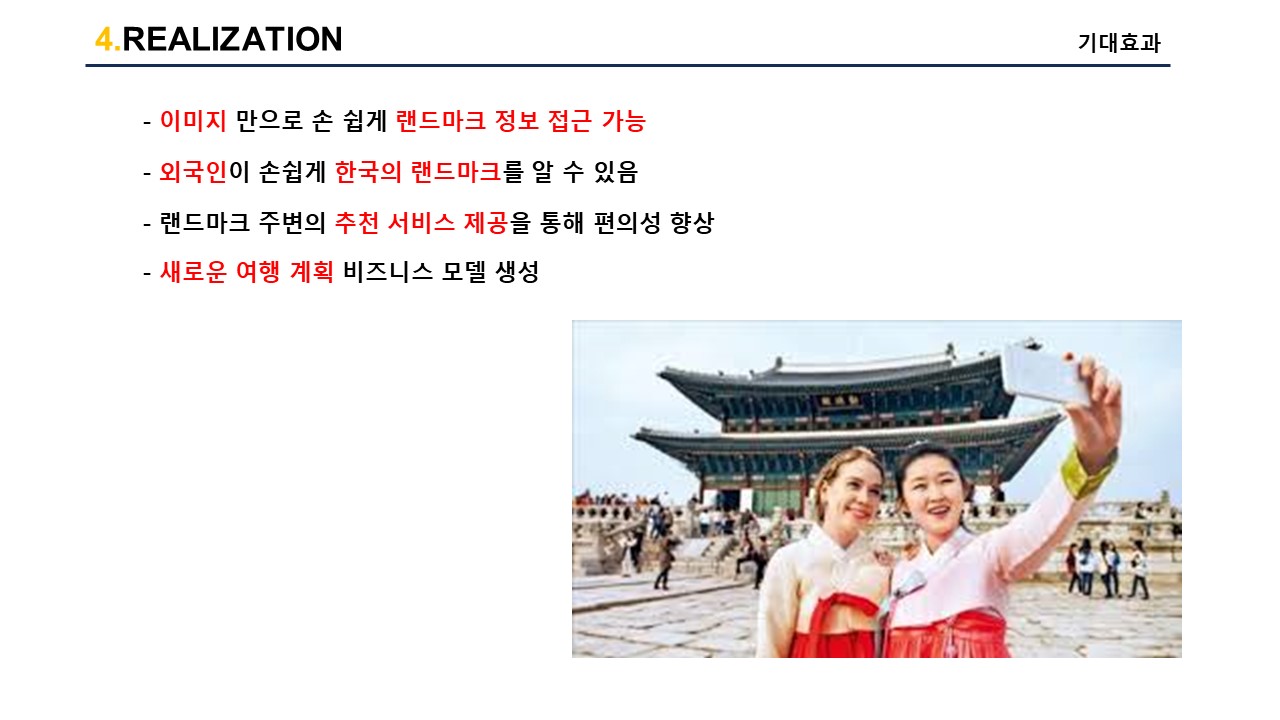 4.REALIZATION
기대효과
- 이미지 만으로 손 쉽게 랜드마크 정보 접근 가능
- 외국인이 손쉽게 한국의 랜드마크를 알 수 있음
- 랜드마크 주변의 추천 서비스 제공을 통해 편의성 향상
- 새로운 여행 계획 비즈니스 모델 생성